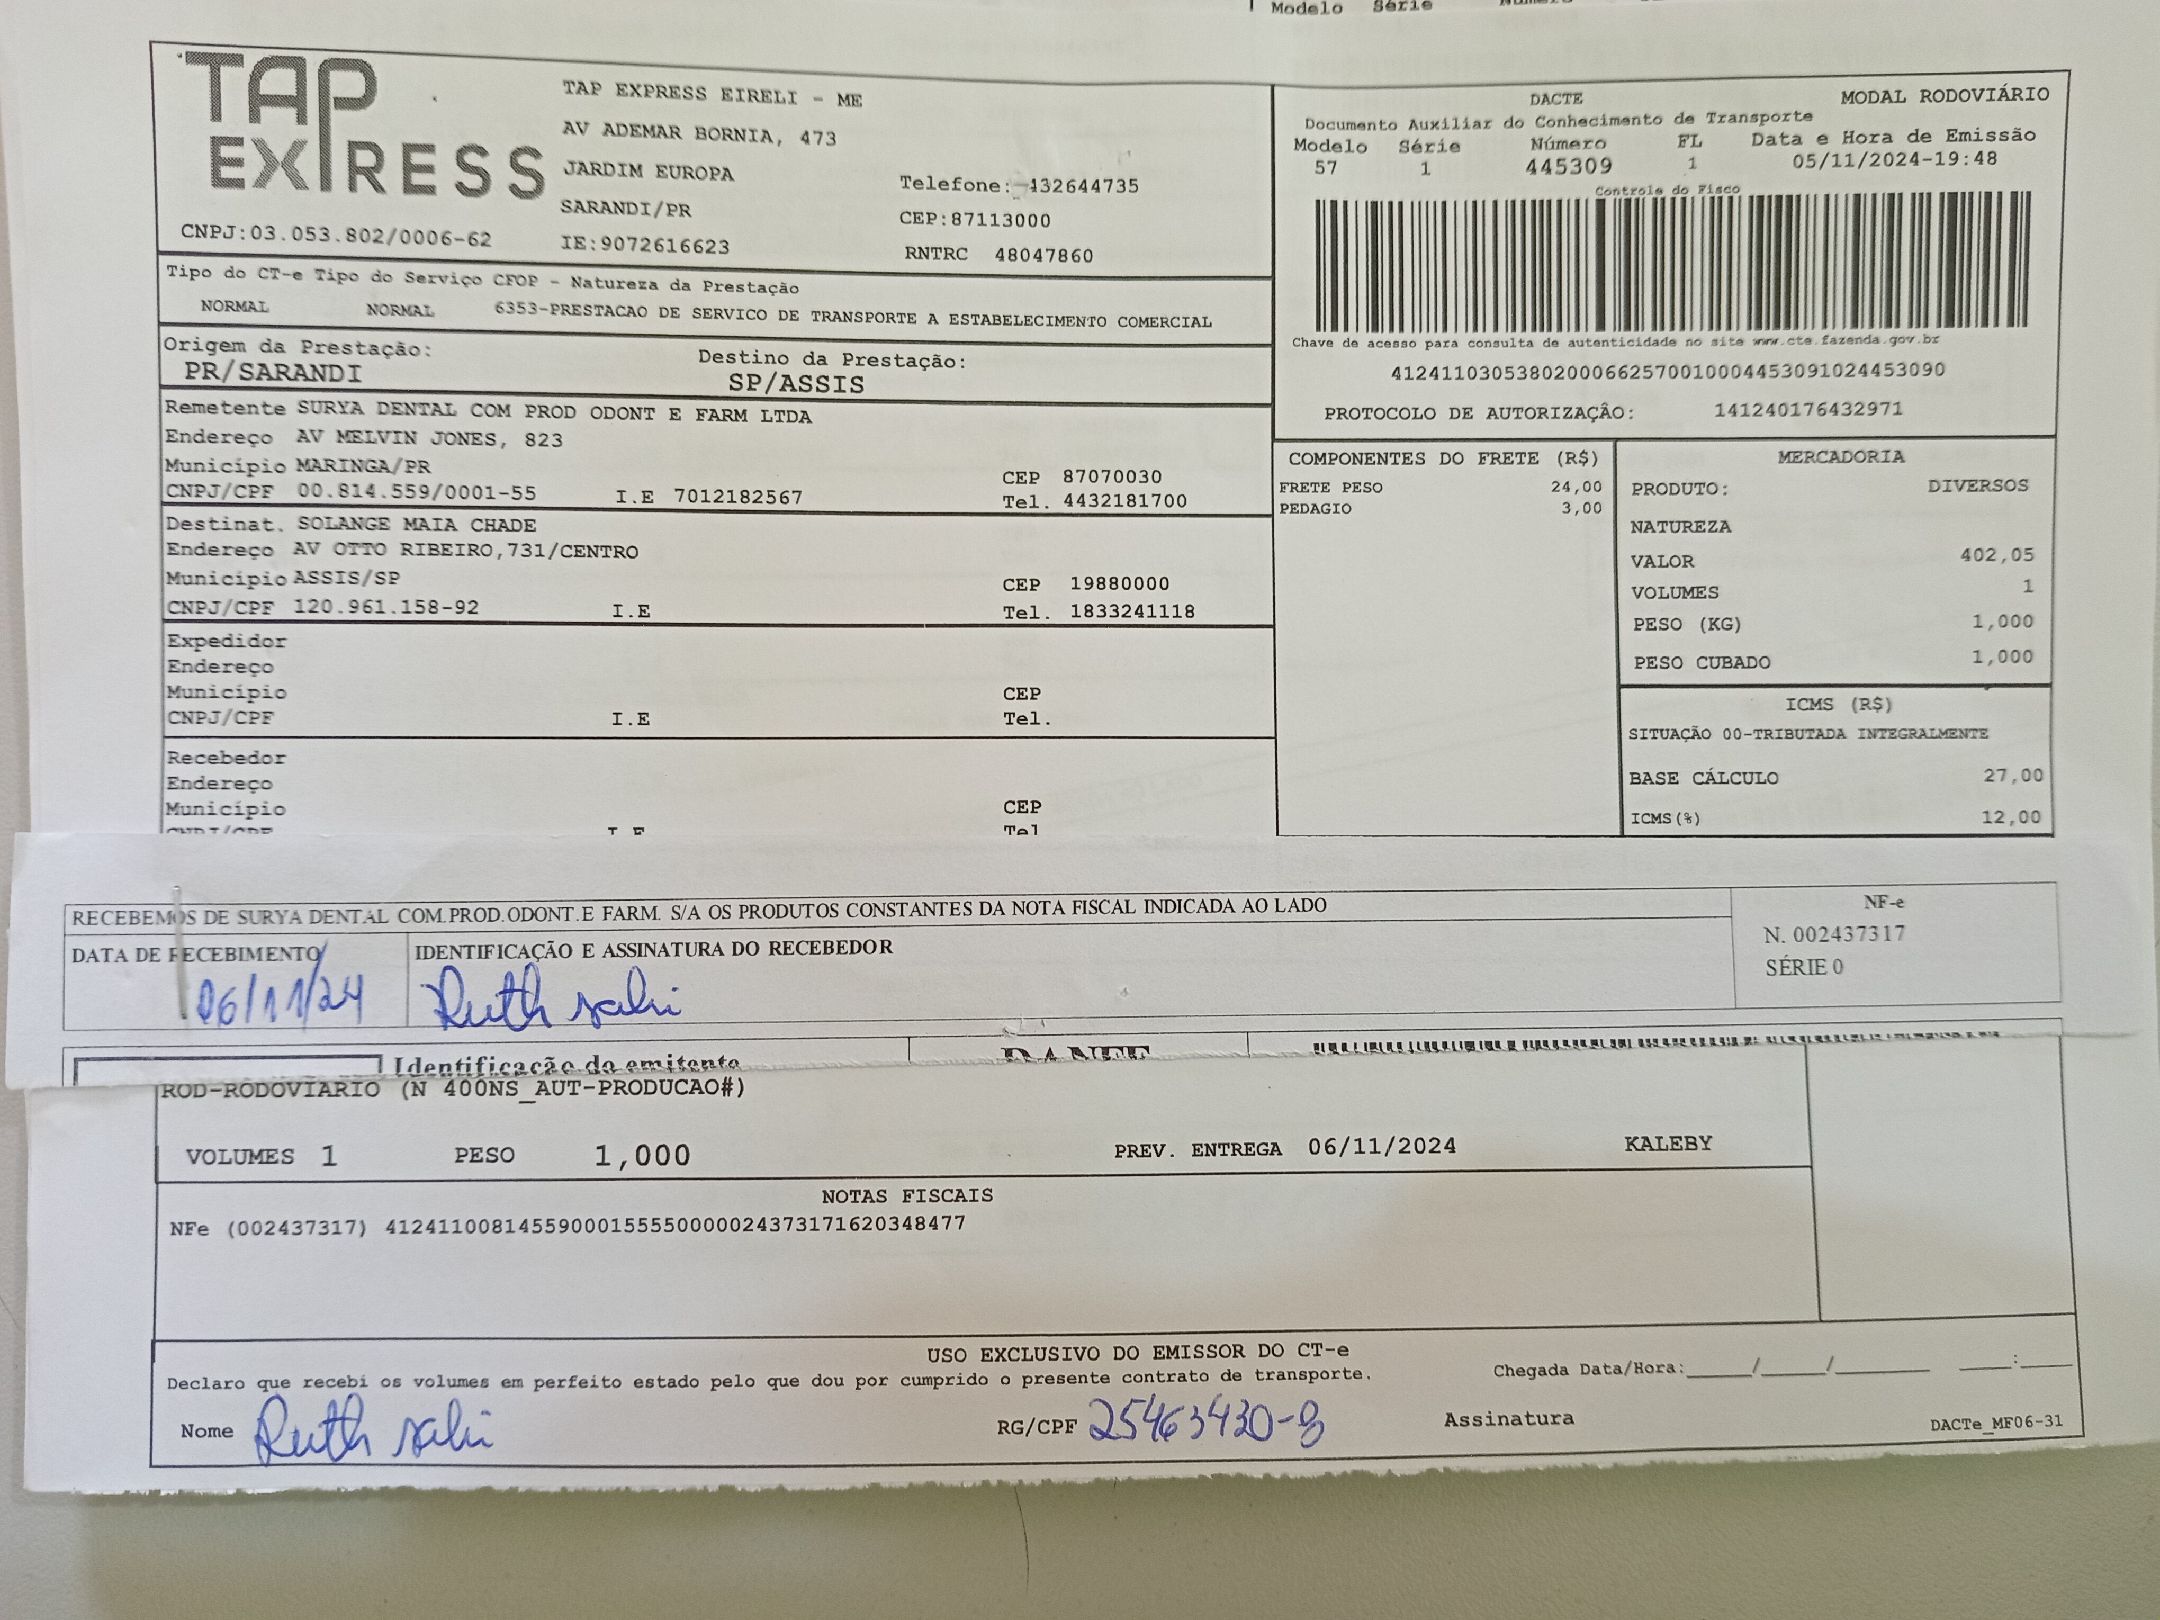 Modelo Série
TAP EXPRESS
TAP EXPRESS EIRELI - ME
AV ADEMAR BORNIA, 473
JARDIM EUROPA
Telefone: 432644735
SARANDI/PR
CEP:87113000
CNPJ:03.053.802/0006-62
IE:9072616623
RNTRC 48047860
DACTE
MODAL RODOVIÁRIO
Documento Auxiliar do Conhecimento de Transporte
Modelo Série Número FL Data e Hora de Emissão
57 1 445309 1 05/11/2024-19:48
Controle do Fisco
Chave de acesso para consulta de autenticidade no site www.cte.fazenda.gov.br
41241103053802000662570010004453091024453090
PROTOCOLO DE AUTORIZAÇÃO: 141240176432971
Tipo do CT-e Tipo do Serviço CFOP - Natureza da Prestação
NORMAL NORMAL 6353-PRESTACAO DE SERVICO DE TRANSPORTE A ESTABELECIMENTO COMERCIAL
Origem da Prestação: Destino da Prestação:
PR/SARANDI SP/ASSIS
Remetente SURYA DENTAL COM PROD ODONT E FARM LTDA
Endereço AV MELVIN JONES, 823
Município MARINGA/PR CEP 87070030
CNPJ/CPF 00.814.559/0001-55 I.E 7012182567 Tel. 4432181700
Destinat. SOLANGE MAIA CHADE
Endereço AV OTTO RIBEIRO,731/CENTRO
Município ASSIS/SP CEP 19880000
CNPJ/CPF 120.961.158-92 I.E Tel. 1833241118
Expedidor
Endereço
Município CEP
CNPJ/CPF I.E Tel.
Recebedor
Endereço
Município CEP
CNPJ/CPF I.E Tel
COMPONENTES DO FRETE (R$)
FRETE PESO 24,00
PEDAGIO 3,00
MERCADORIA
PRODUTO: DIVERSOS
NATUREZA
VALOR 402,05
VOLUMES 1
PESO (KG) 1,000
PESO CUBADO 1,000
ICMS (R$)
SITUAÇÃO 00-TRIBUTADA INTEGRALMENTE
BASE CÁLCULO 27,00
ICMS(%) 12,00
RECEBEMOS DE SURYA DENTAL COM.PROD.ODONT.E FARM. S/A OS PRODUTOS CONSTANTES DA NOTA FISCAL INDICADA AO LADO
NF-e
N. 002437317
SÉRIE 0
DATA DE RECEBIMENTO
06/11/24
IDENTIFICAÇÃO E ASSINATURA DO RECEBEDOR
Ruth
Identificação do emitente
DANFE
ROD-RODOVIARIO (N 400NS_AUT-PRODUCAO#)
VOLUMES 1 PESO 1,000 PREV. ENTREGA 06/11/2024 KALEBY
NOTAS FISCAIS
NFe (002437317) 41241100814559000155550000024373171620348477
USO EXCLUSIVO DO EMISSOR DO CT-e
Declaro que recebi os volumes em perfeito estado pelo que dou por cumprido o presente contrato de transporte.
Chegada Data/Hora:____/____/______ ___:___
Nome Ruth
RG/CPF 25463430-8
Assinatura
DACTe_MF06-31